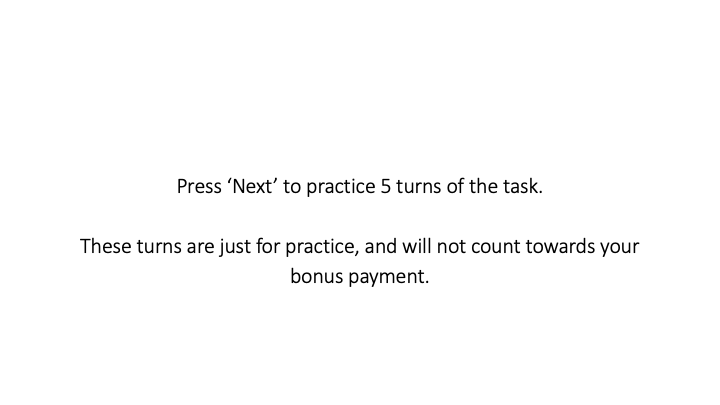 Press ‘Next’ to practice 5 turns of the task.
These turns are just for practice, and will not count towards your
bonus payment.